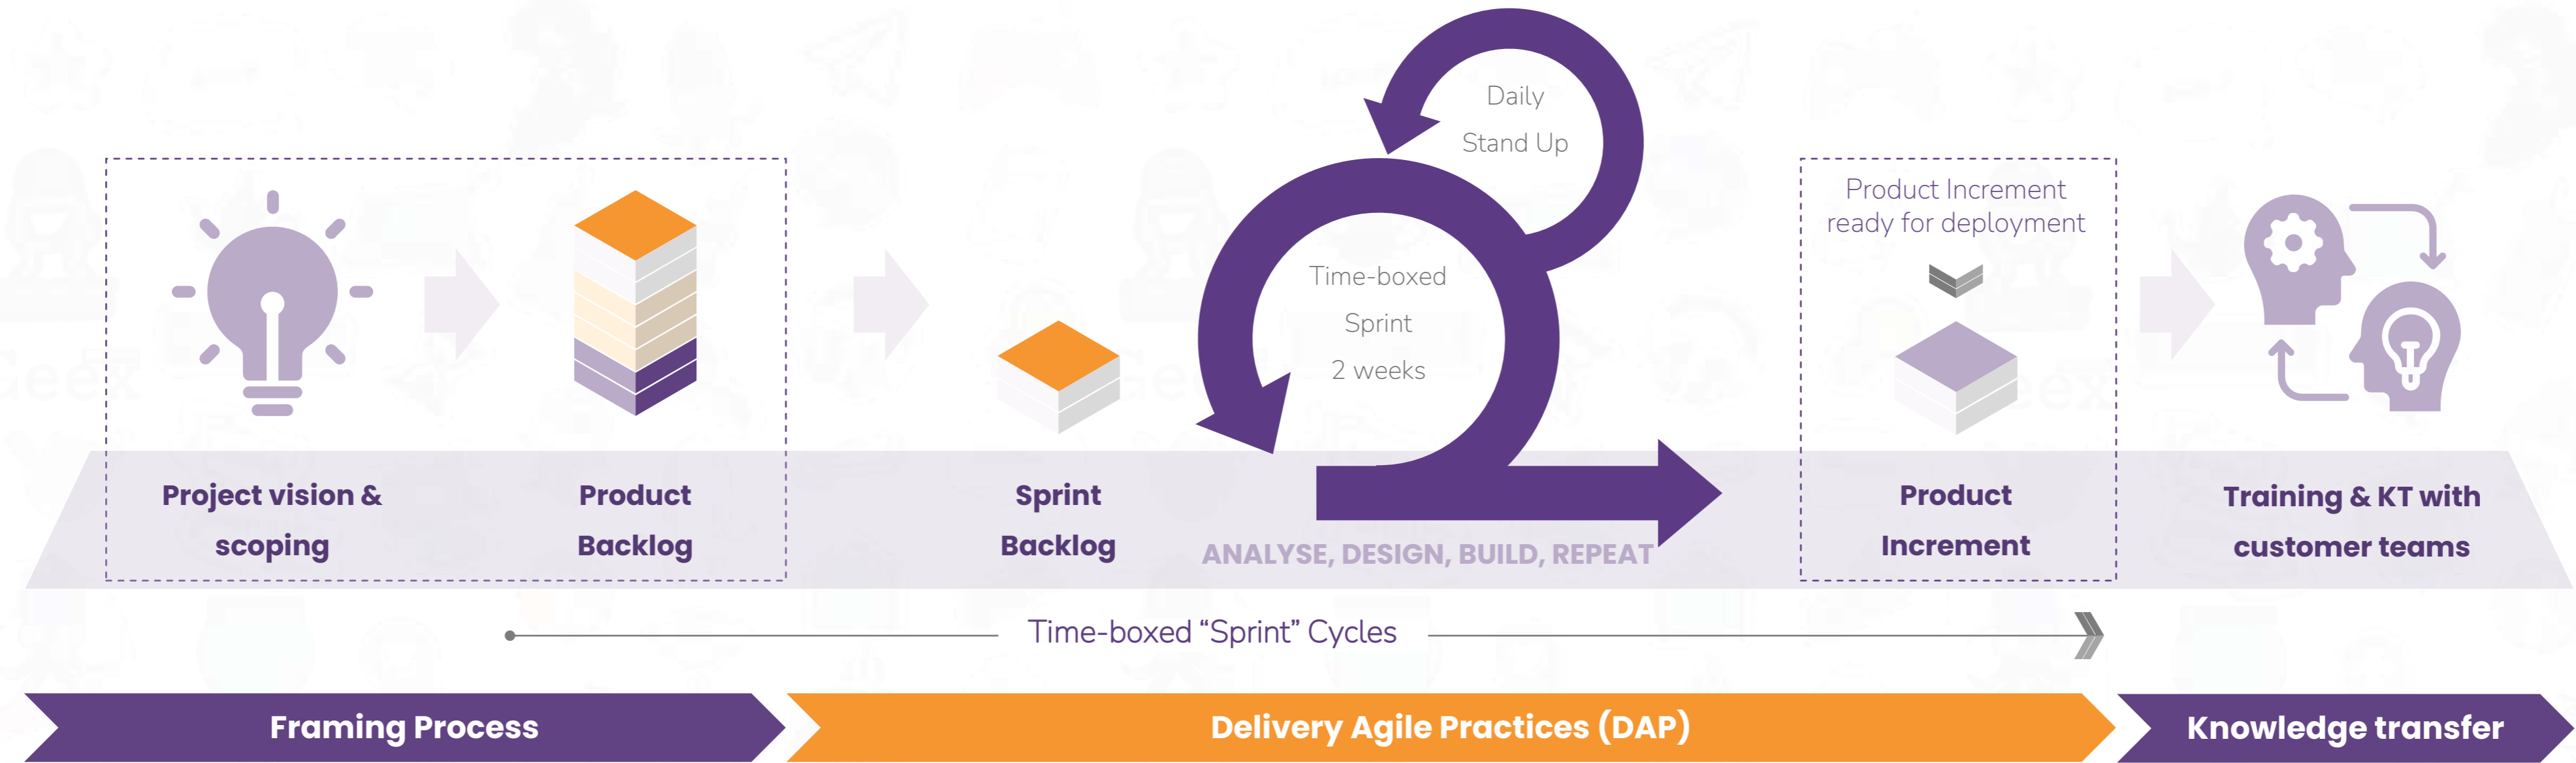 Daily
Stand Up
Time-boxed
Sprint
2 weeks
Product Increment
ready for deployment
Project vision &
scoping
Product
Backlog
Sprint
Backlog
ANALYSE, DESIGN, BUILD, REPEAT
Product
Increment
Training & KT with
customer teams
Time-boxed “Sprint” Cycles
Framing Process
Delivery Agile Practices (DAP)
Knowledge transfer